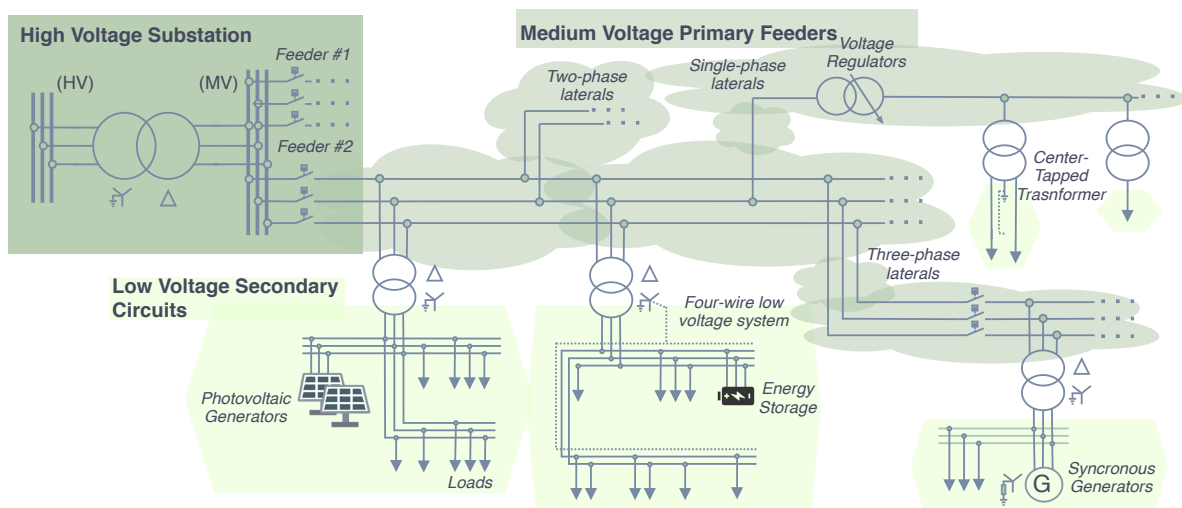 High Voltage Substation
Feeder #1
(HV)
(MV)
Feeder #2
Medium Voltage Primary Feeders
Two-phase
laterals
Single-phase
laterals
Voltage
Regulators
Center-
Tapped
Trasnformer
Three-phase
laterals
Low Voltage Secondary
Circuits
Four-wire low
voltage system
Photovoltaic
Generators
Loads
Energy
Storage
G
Syncronous
Generators